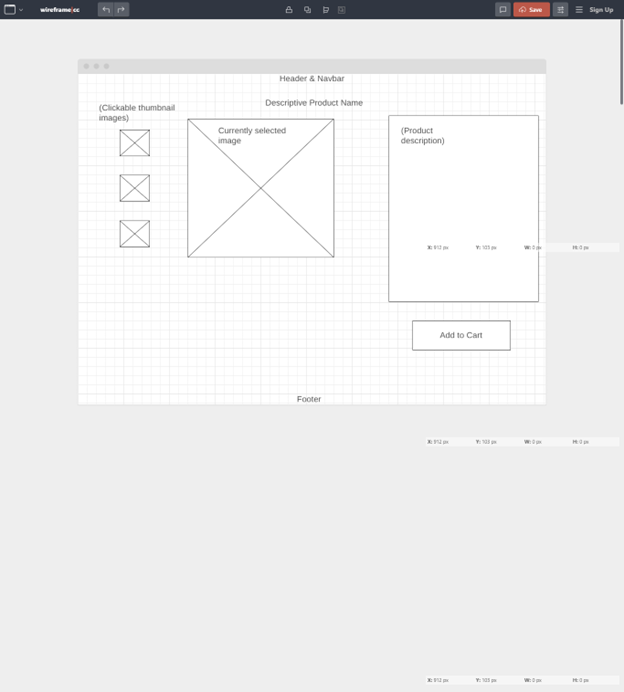 wireframe|cc
Save
Sign Up
Header & Navbar
Descriptive Product Name
(Clickable thumbnail
images)
Currently selected
image
(Product
description)
X: 912 px Y: 103 px W: 0 px H: 0 px
Add to Cart
Footer
X: 912 px Y: 103 px W: 0 px H: 0 px
X: 912 px Y: 103 px W: 0 px H: 0 px